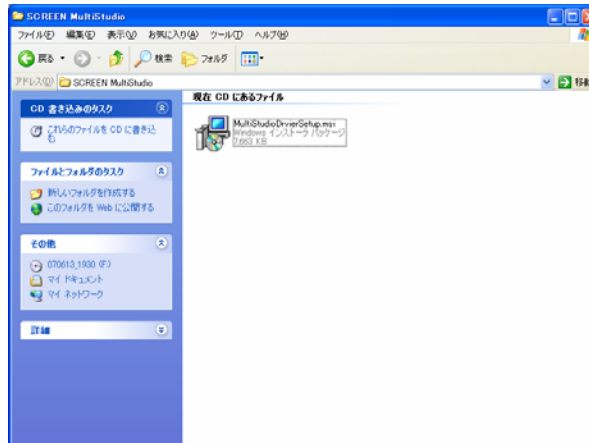 SCREEN MultiStudio
ファイル(F) 編集(E) 表示(V) お気に入り(A) ツール(T) ヘルプ(H)
戻る 検索 フォルダ
アドレス(D) SCREEN MultiStudio 移動
CD 書き込みのタスク
これらのファイルを CD に書き込
む
ファイルとフォルダのタスク
新しいフォルダを作成する
このフォルダを Web に公開する
その他
070613_1930 (F:)
マイ ドキュメント
マイ ネットワーク
詳細
現在 CD にあるファイル
MultiStudioDrvierSetup.msi
Windows インストーラ パッケージ
7,663 KB